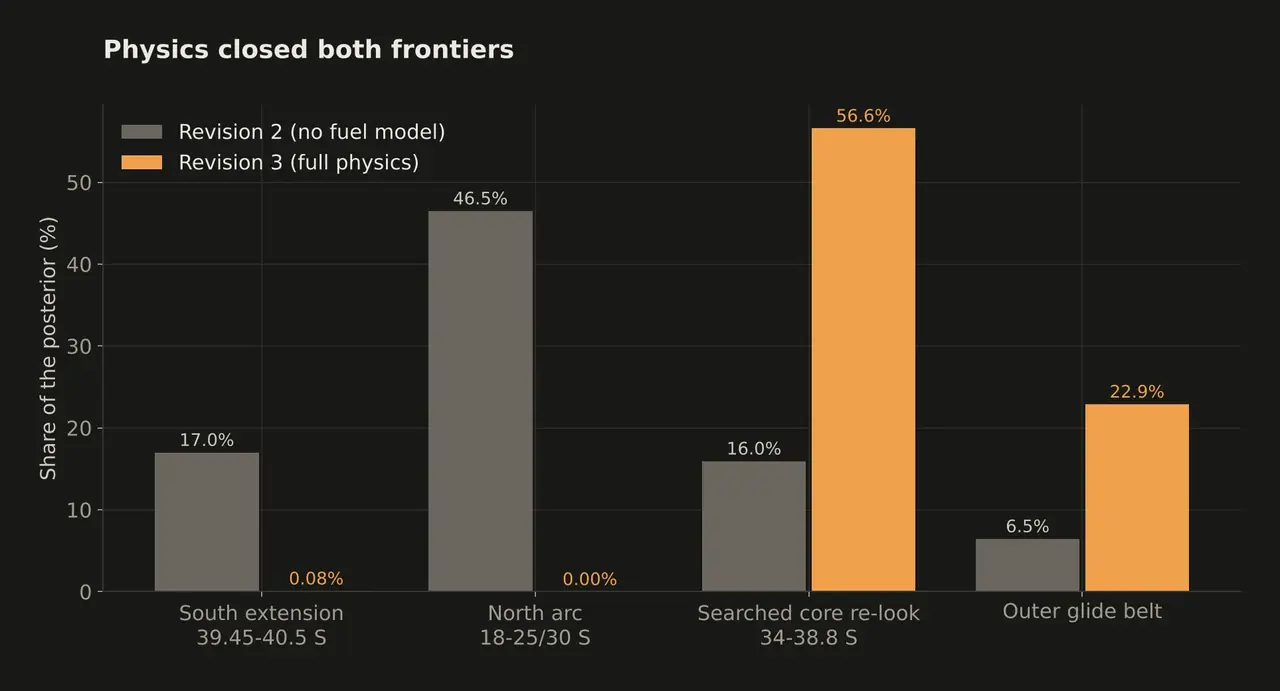 Physics closed both frontiers
Revision 2 (no fuel model)
Revision 3 (full physics)
Share of the posterior (%)
50
40
30
20
10
0
17.0%
0.08%
46.5%
0.00%
16.0%
56.6%
6.5%
22.9%
South extension
39.45-40.5 S
North arc
18-25/30 S
Searched core re-look
34-38.8 S
Outer glide belt